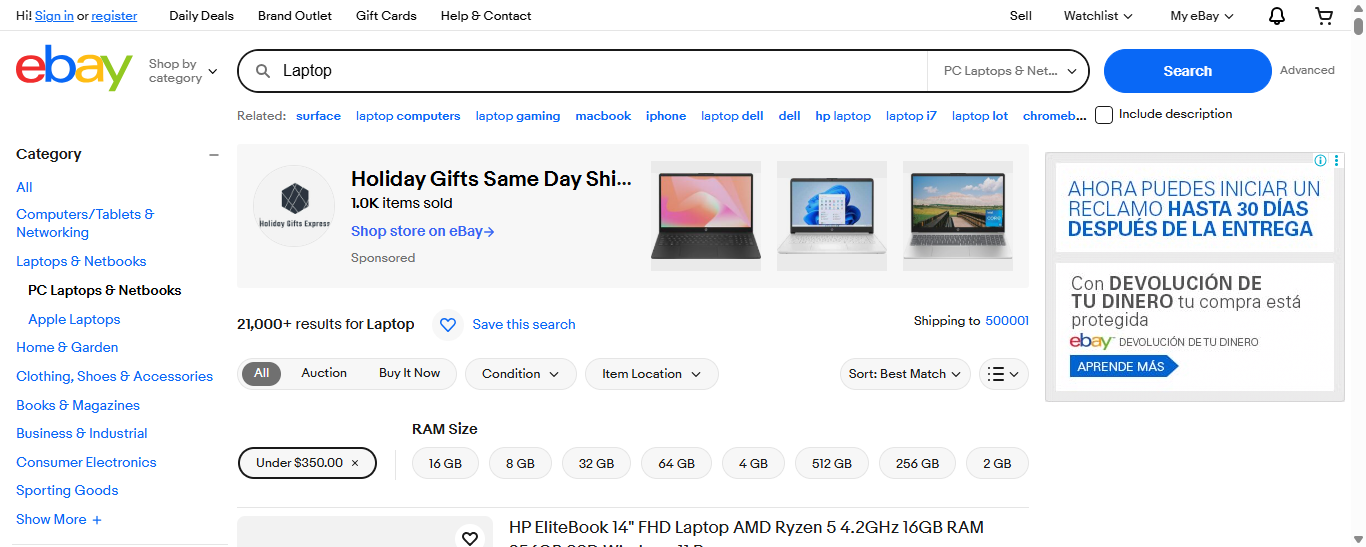 Hi! Sign in or register
Daily Deals
Brand Outlet
Gift Cards
Help & Contact
Sell
Watchlist
My eBay
ebay
Shop by
category
Laptop
PC Laptops & Net...
Search
Advanced
Related: surface laptop computers laptop gaming macbook iphone laptop dell dell hp laptop laptop i7 laptop lot chromeb...
Include description
Category
All
Computers/Tablets &
Networking
Laptops & Netbooks
PC Laptops & Netbooks
Apple Laptops
Home & Garden
Clothing, Shoes & Accessories
Books & Magazines
Business & Industrial
Consumer Electronics
Sporting Goods
Show More +
Holiday Gifts Express
Holiday Gifts Same Day Shi...
1.0K items sold
Shop store on eBay
Sponsored
21,000+ results for Laptop
Save this search
Shipping to 500001
All
Auction
Buy It Now
Condition
Item Location
Sort: Best Match
RAM Size
Under $350.00 ×
16 GB
8 GB
32 GB
64 GB
4 GB
512 GB
256 GB
2 GB
HP EliteBook 14" FHD Laptop AMD Ryzen 5 4.2GHz 16GB RAM
AHORA PUEDES INICIAR UN
RECLAMO HASTA 30 DÍAS
DESPUÉS DE LA ENTREGA
Con DEVOLUCIÓN DE
TU DINERO tu compra está
protegida
ebay DEVOLUCIÓN DE TU DINERO
APRENDE MÁS